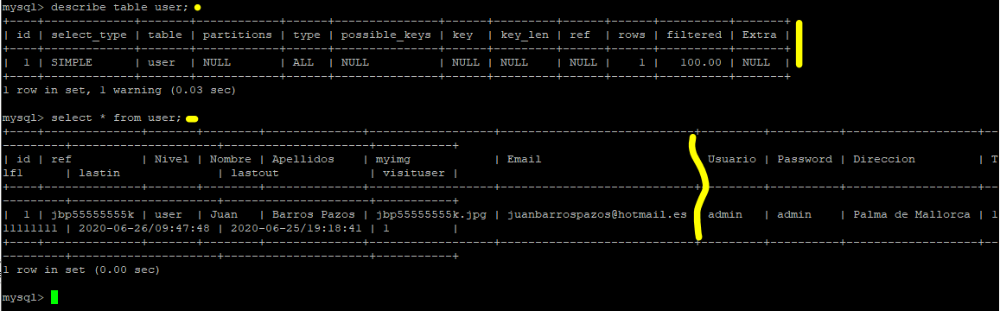 mysql> describe table user;
+----+-------------+-------+------------+------+---------------+------+---------+------+------+----------+-------+
| id | select_type | table | partitions | type | possible_keys | key | key_len | ref | rows | filtered | Extra |
+----+-------------+-------+------------+------+---------------+------+---------+------+------+----------+-------+
| 1 | SIMPLE | user | NULL | ALL | NULL | NULL | NULL | NULL | 1 | 100.00 | NULL |
+----+-------------+-------+------------+------+---------------+------+---------+------+------+----------+-------+
1 row in set, 1 warning (0.03 sec)
mysql> select * from user;
| id | ref | Nivel | Nombre | Apellidos | myimg | Email | Usuario | Password | Direccion | T
lf1 | lastin | lastout | visituser |
| 1 | jbp55555555k | user | Juan | Barros Pazos | jbp55555555k.jpg | juanbarrospazos@hotmail.es | admin | admin | Palma de Mallorca | 1
11111111 | 2020-06-26/09:47:48 | 2020-06-25/19:18:41 | 1 |
1 row in set (0.00 sec)
mysql>